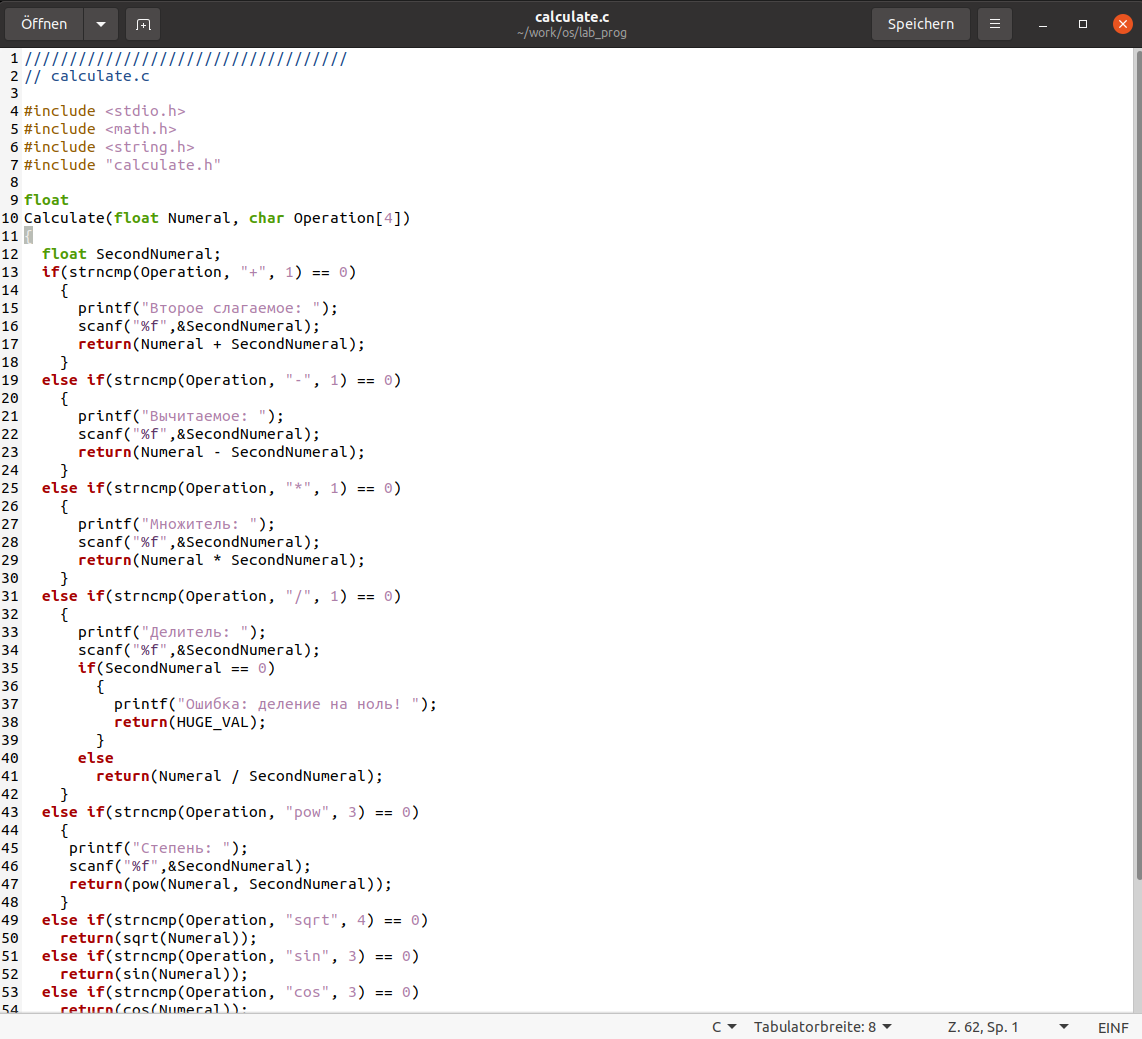 Öffnen
calculate.c
~/work/os/lab_prog
Speichern
1 ////////////////////////////////////
2 // calculate.c
3
4 #include <stdio.h>
5 #include <math.h>
6 #include <string.h>
7 #include "calculate.h"
8
9 float
10 Calculate(float Numeral, char Operation[4])
11 {
12   float SecondNumeral;
13   if(strncmp(Operation, "+", 1) == 0)
14     {
15       printf("Второе слагаемое: ");
16       scanf("%f",&SecondNumeral);
17       return(Numeral + SecondNumeral);
18     }
19   else if(strncmp(Operation, "-", 1) == 0)
20     {
21       printf("Вычитаемое: ");
22       scanf("%f",&SecondNumeral);
23       return(Numeral - SecondNumeral);
24     }
25   else if(strncmp(Operation, "*", 1) == 0)
26     {
27       printf("Множитель: ");
28       scanf("%f",&SecondNumeral);
29       return(Numeral * SecondNumeral);
30     }
31   else if(strncmp(Operation, "/", 1) == 0)
32     {
33       printf("Делитель: ");
34       scanf("%f",&SecondNumeral);
35       if(SecondNumeral == 0)
36         {
37           printf("Ошибка: деление на ноль! ");
38           return(HUGE_VAL);
39         }
40       else
41         return(Numeral / SecondNumeral);
42     }
43   else if(strncmp(Operation, "pow", 3) == 0)
44     {
45      printf("Степень: ");
46      scanf("%f",&SecondNumeral);
47      return(pow(Numeral, SecondNumeral));
48     }
49   else if(strncmp(Operation, "sqrt", 4) == 0)
50     return(sqrt(Numeral));
51   else if(strncmp(Operation, "sin", 3) == 0)
52     return(sin(Numeral));
53   else if(strncmp(Operation, "cos", 3) == 0)
54     return(cos(Numeral));
C
Tabulatorbreite: 8
Z. 62, Sp. 1
EINF